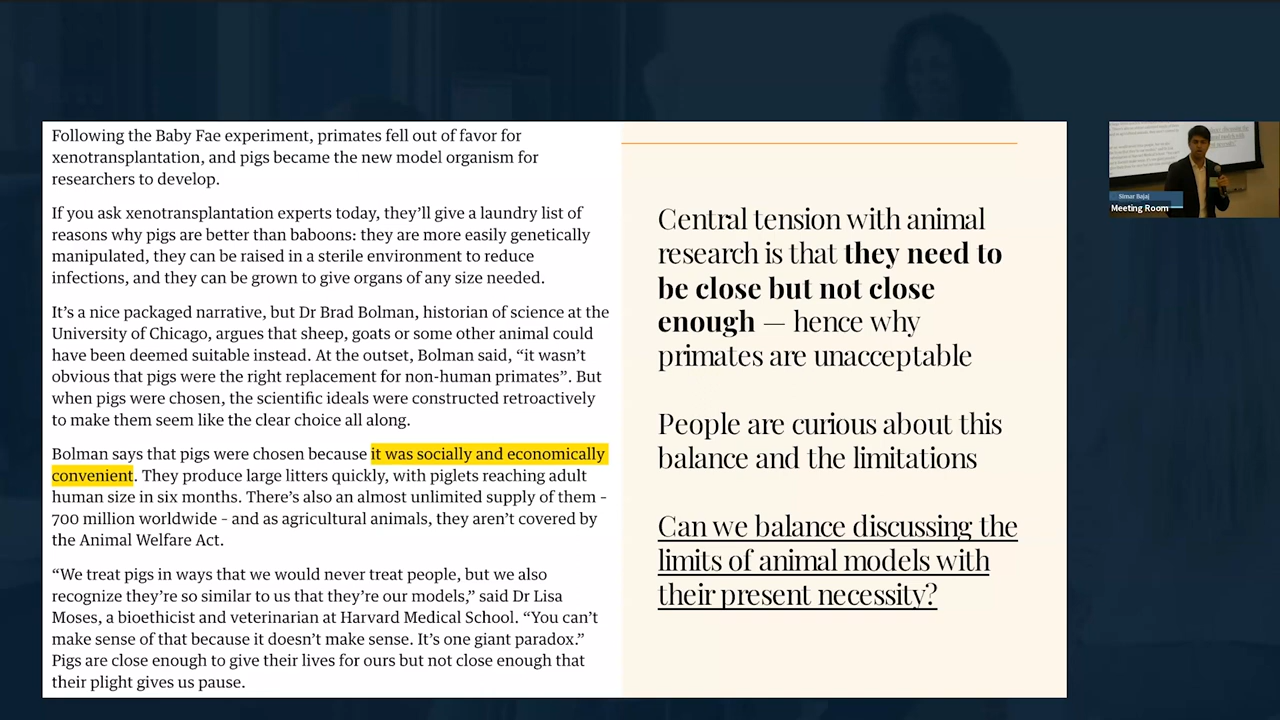 Following the Baby Fae experiment, primates fell out of favor for
xenotransplantation, and pigs became the new model organism for
researchers to develop.
If you ask xenotransplantation experts today, they'll give a laundry list of
reasons why pigs are better than baboons: they are more easily genetically
manipulated, they can be raised in a sterile environment to reduce
infections, and they can be grown to give organs of any size needed.
It's a nice packaged narrative, but Dr Brad Bolman, historian of science at the
University of Chicago, argues that sheep, goats or some other animal could
have been deemed suitable instead. At the outset, Bolman said, “it wasn't
obvious that pigs were the right replacement for non-human primates”. But
when pigs were chosen, the scientific ideals were constructed retroactively
to make them seem like the clear choice all along.
Bolman says that pigs were chosen because it was socially and economically
convenient. They produce large litters quickly, with piglets reaching adult
human size in six months. There's also an almost unlimited supply of them –
700 million worldwide – and as agricultural animals, they aren't covered by
the Animal Welfare Act.
“We treat pigs in ways that we would never treat people, but we also
recognize they're so similar to us that they're our models,” said Dr Lisa
Moses, a bioethicist and veterinarian at Harvard Medical School. “You can't
make sense of that because it doesn't make sense. It's one giant paradox.”
Pigs are close enough to give their lives for ours but not close enough that
their plight gives us pause.
Central tension with animal
research is that they need to
be close but not close
enough — hence why
primates are unacceptable
People are curious about this
balance and the limitations
Can we balance discussing the
limits of animal models with
their present necessity?
Simar Bajaj
Meeting Room